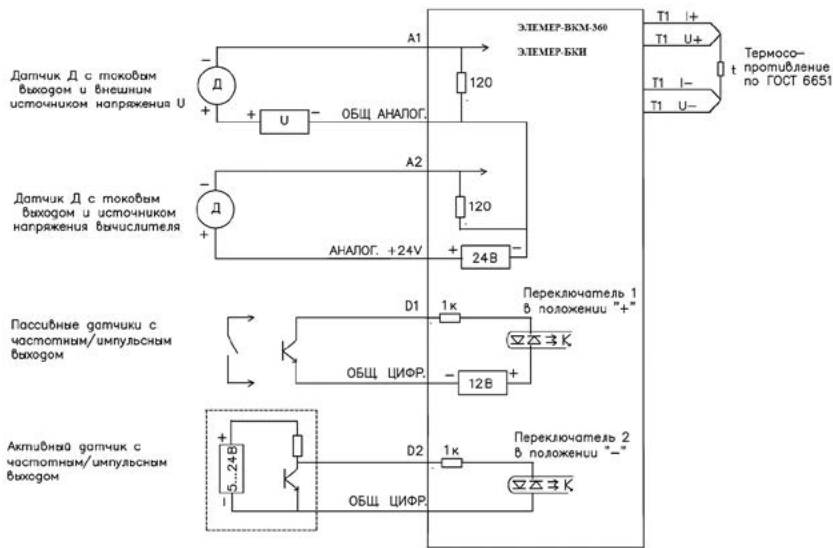 ЭЛЕМЕР-ВКМ-360
ЭЛЕМЕР-БКИ
T1 I+
T1 U+
T1 I-
T1 U-
t
Термосо-
противление
по ГОСТ 6651
Датчик Д с токовым
выходом и внешним
источником напряжения U
-
Д
+
A1
120
+ U -
ОБЩ АНАЛОГ.
Датчик Д с токовым
выходом и источником
напряжения вычислителя
-
Д
+
A2
120
АНАЛОГ. +24V
+ 24В -
Пассивные датчики с
частотным/импульсным
выходом
D1
1к
Переключатель 1
в положении "+"
К
ОБЩ. ЦИФР.
- 12В +
Активный датчик с
частотным/импульсным
выходом
+
5...24В
-
D2
1к
Переключатель 2
в положении "-"
К
ОБЩ. ЦИФР.